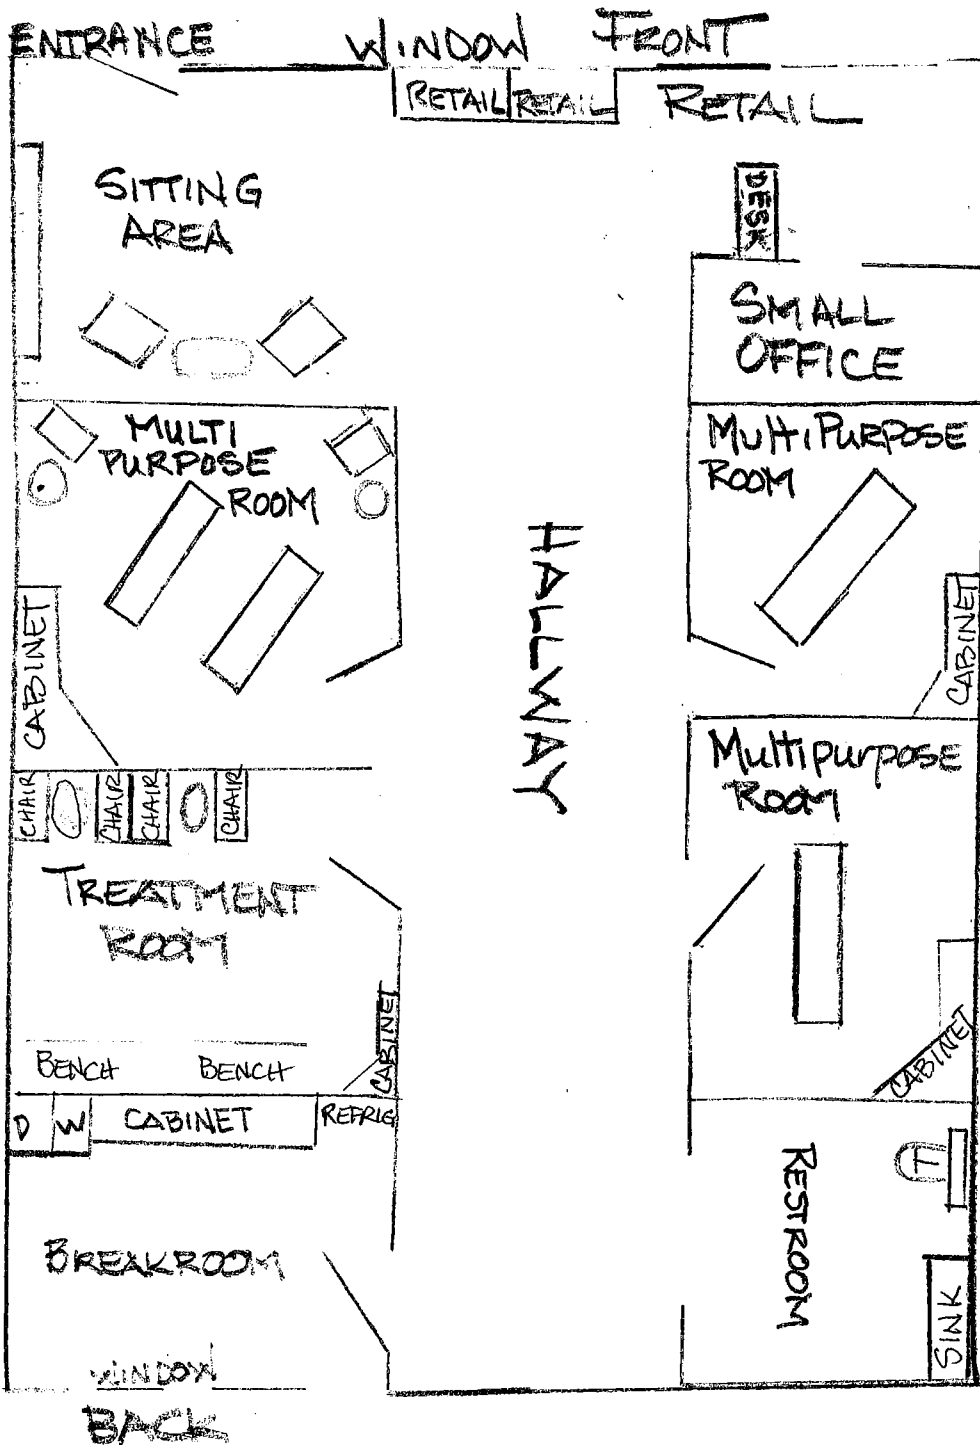 ENTRANCE WINDOW FRONT
RETAIL RETAIL RETAIL
SITTING
AREA
DESK
SMALL
OFFICE
MULTI
PURPOSE
ROOM
MULTIPURPOSE
ROOM
HALLWAY
CABINET
CABINET
Multipurpose
ROOM
CHAIR CHAIR CHAIR CHAIR
TREATMENT
ROOM
CABINET
CABINET
BENCH BENCH
D W CABINET REFRIG
T
RESTROOM
BREAKROOM
SINK
WINDOW
BACK